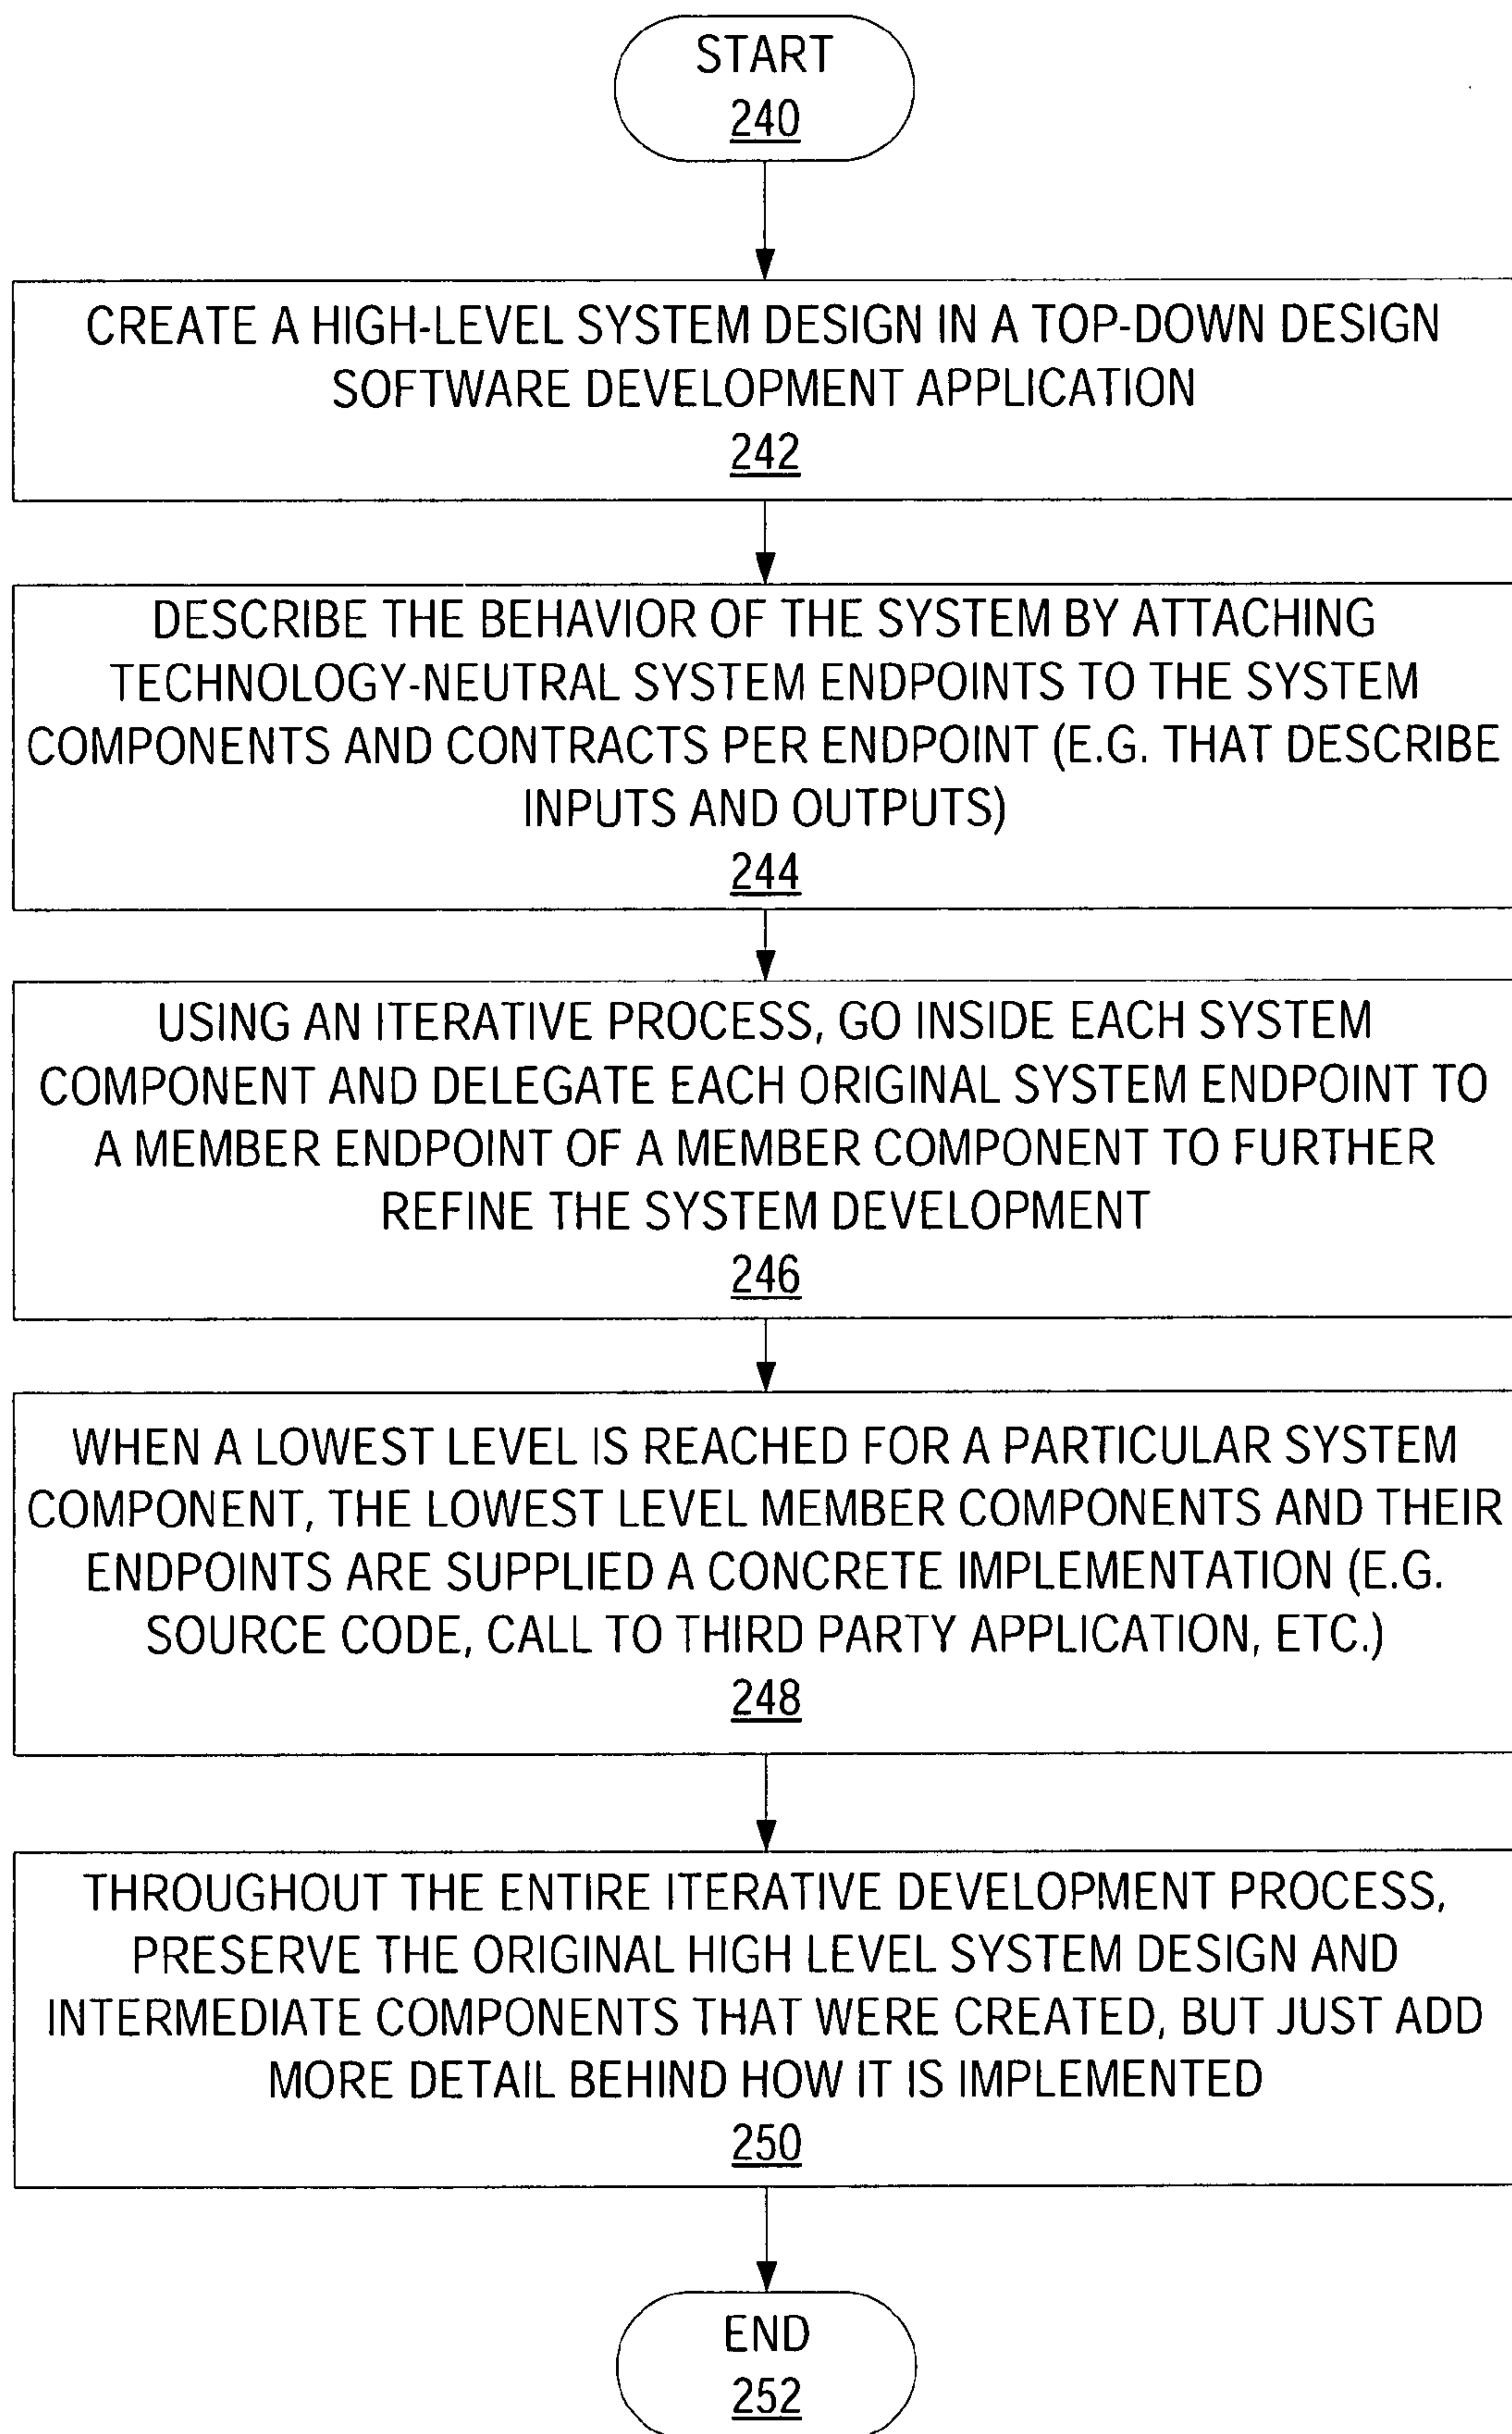 START
240
CREATE A HIGH-LEVEL SYSTEM DESIGN IN A TOP-DOWN DESIGN
SOFTWARE DEVELOPMENT APPLICATION
242
DESCRIBE THE BEHAVIOR OF THE SYSTEM BY ATTACHING
TECHNOLOGY-NEUTRAL SYSTEM ENDPOINTS TO THE SYSTEM
COMPONENTS AND CONTRACTS PER ENDPOINT (E.G. THAT DESCRIBE
INPUTS AND OUTPUTS)
244
USING AN ITERATIVE PROCESS, GO INSIDE EACH SYSTEM
COMPONENT AND DELEGATE EACH ORIGINAL SYSTEM ENDPOINT TO
A MEMBER ENDPOINT OF A MEMBER COMPONENT TO FURTHER
REFINE THE SYSTEM DEVELOPMENT
246
WHEN A LOWEST LEVEL IS REACHED FOR A PARTICULAR SYSTEM
COMPONENT, THE LOWEST LEVEL MEMBER COMPONENTS AND THEIR
ENDPOINTS ARE SUPPLIED A CONCRETE IMPLEMENTATION (E.G.
SOURCE CODE, CALL TO THIRD PARTY APPLICATION, ETC.)
248
THROUGHOUT THE ENTIRE ITERATIVE DEVELOPMENT PROCESS,
PRESERVE THE ORIGINAL HIGH LEVEL SYSTEM DESIGN AND
INTERMEDIATE COMPONENTS THAT WERE CREATED, BUT JUST ADD
MORE DETAIL BEHIND HOW IT IS IMPLEMENTED
250
END
252